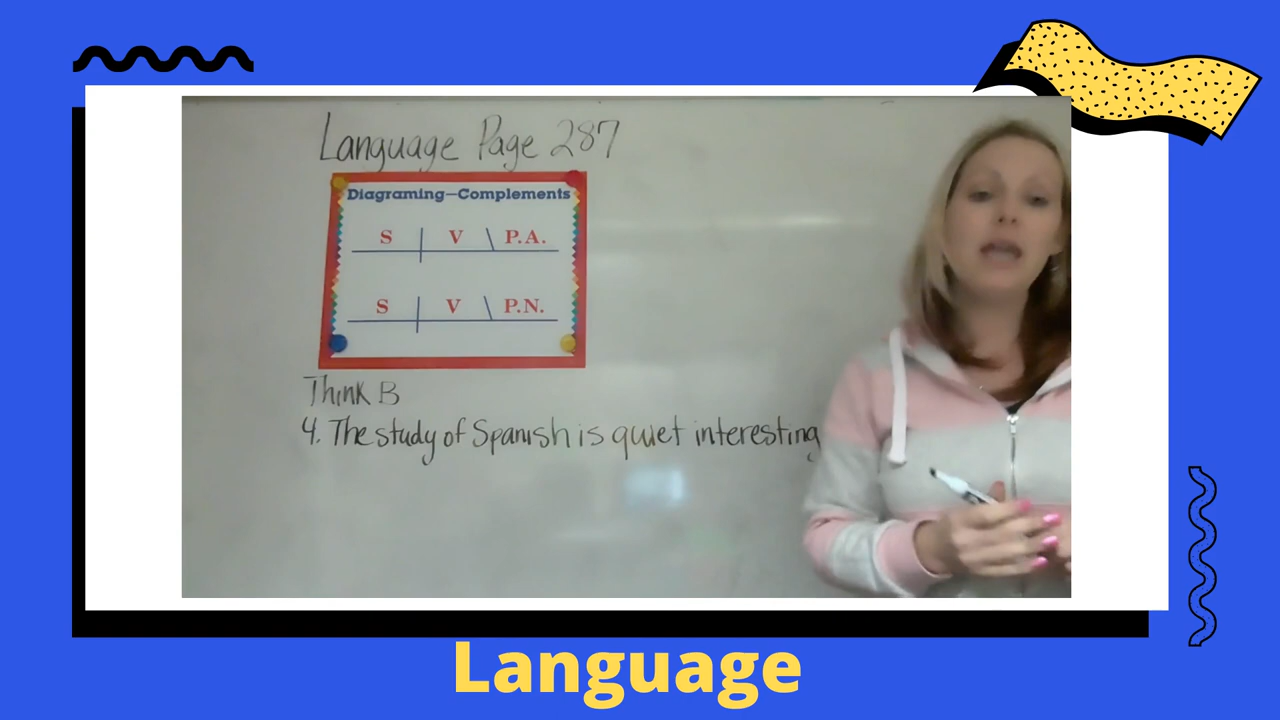 Language Page 287
Diagraming—Complements
S V P.A.
S V P.N.
Think B
4. The study of Spanish is quiet interesting
Language